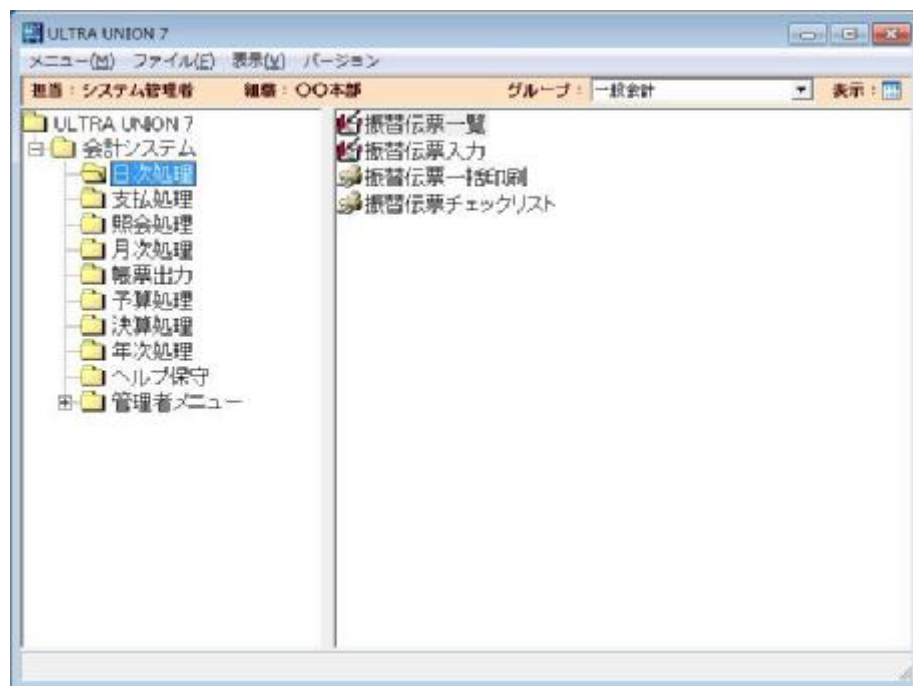 ULTRA UNION 7
メニュー(M) ファイル(F) 表示(V) バージョン
担当：システム管理者 組織：〇〇本部 グループ： 一般会計 表示：
ULTRA UNION 7
会計システム
日次処理
支払処理
照会処理
月次処理
帳票出力
予算処理
決算処理
年次処理
ヘルプ保守
管理者メニュー
振替伝票一覧
振替伝票入力
振替伝票一括印刷
振替伝票チェックリスト